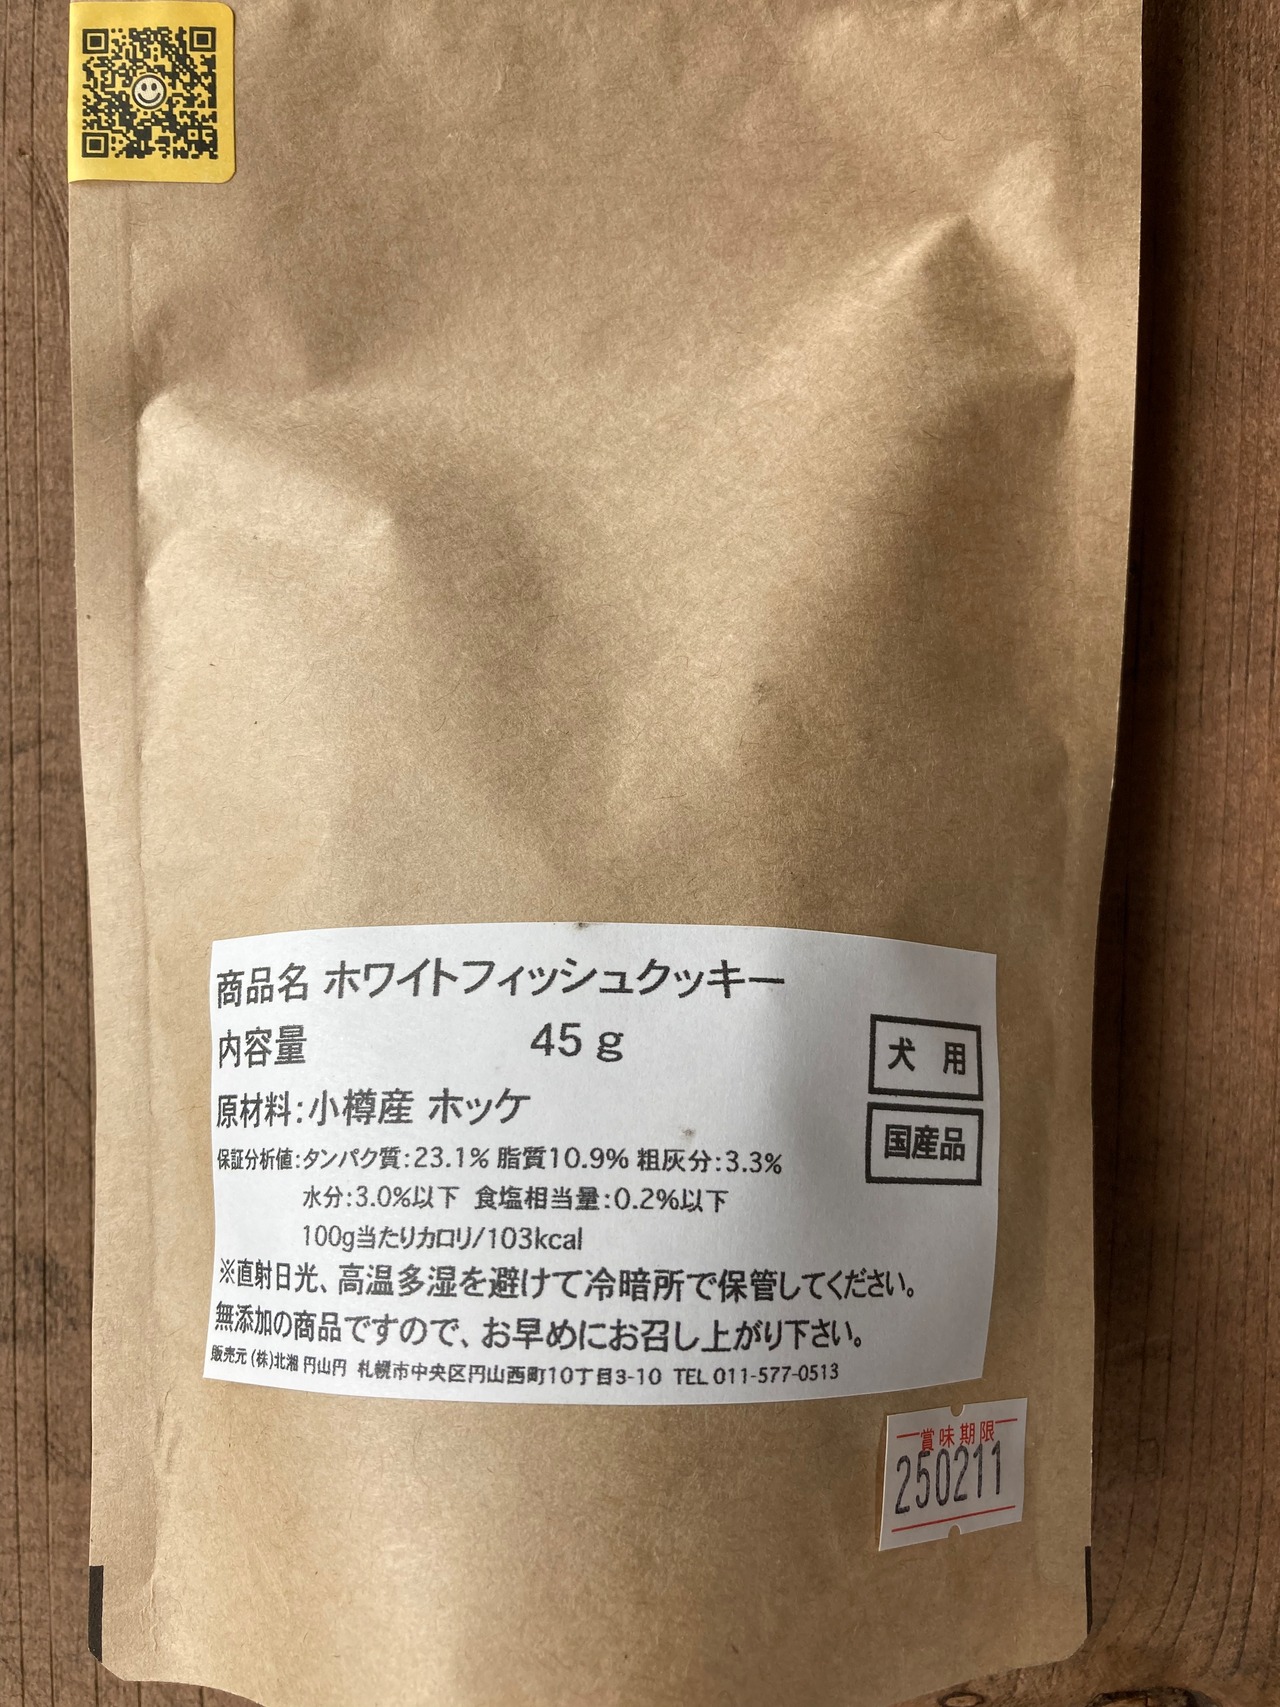 商品名 ホワイトフィッシュクッキー
内容量 45 g
犬 用
原材料:小樽産 ホッケ
国産品
保証分析値:タンパク質:23.1% 脂質10.9% 粗灰分:3.3%
水分:3.0%以下 食塩相当量:0.2%以下
100g当たりカロリ/103kcal
※直射日光、高温多湿を避けて冷暗所で保管してください。
無添加の商品ですので、お早めにお召し上がり下さい。
販売元 (株)北湘 円山円 札幌市中央区円山西町10丁目3-10 TEL 011-577-0513
賞味期限
250211